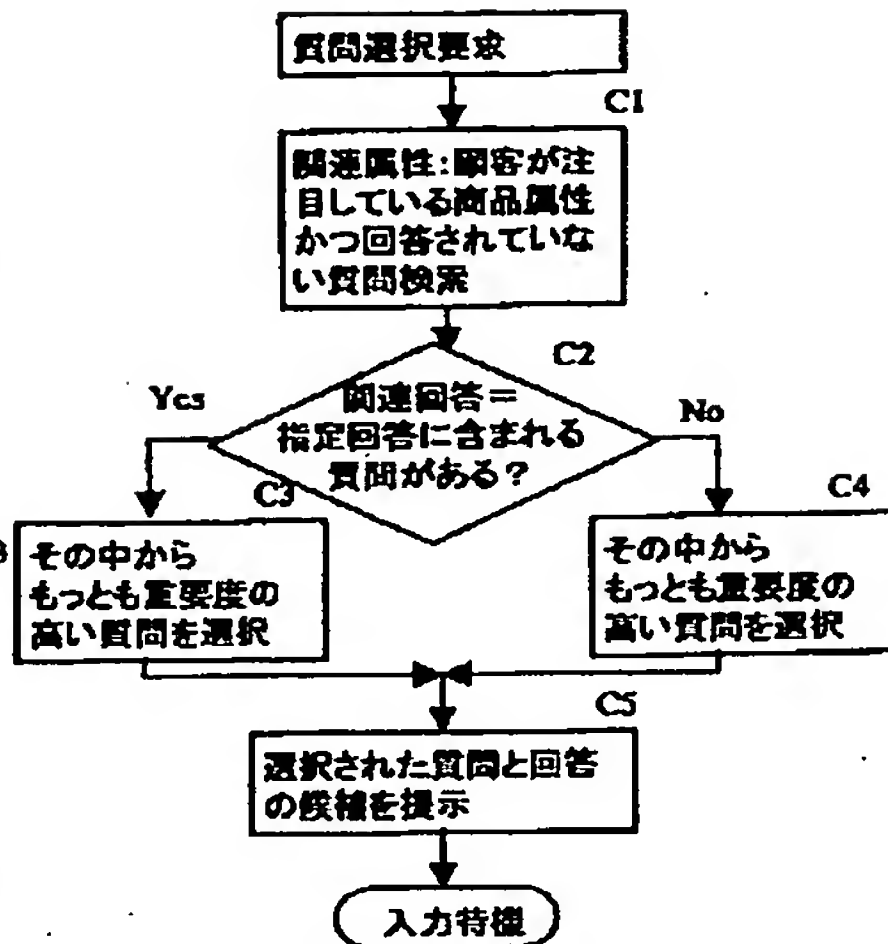 質問選択要求
C1
関連属性:顧客が注
目している商品属性
かつ回答されていな
い質問検索
C2
Yes
関連回答=
指定回答に含まれる
質問がある?
No
C3
その中から
もっとも重要度の
高い質問を選択
C4
その中から
もっとも重要度の
高い質問を選択
C5
選択された質問と回答
の候補を提示
入力待機